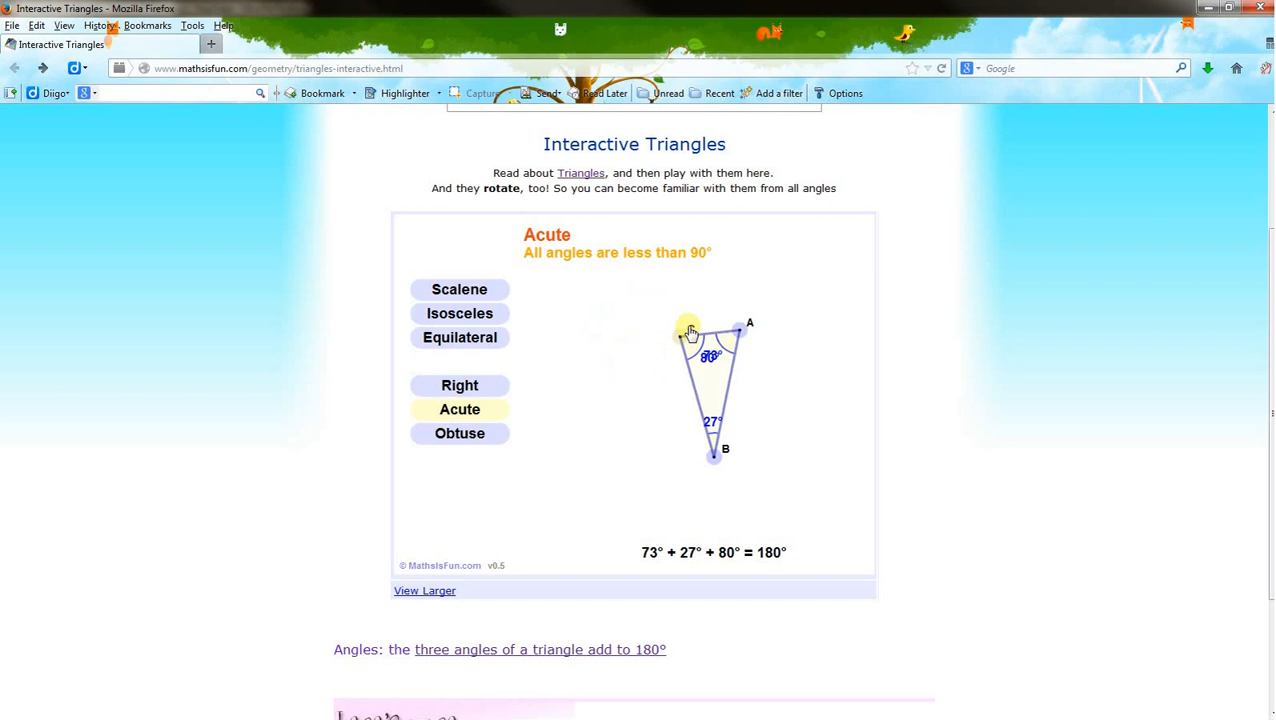 Interactive Triangles - Mozilla Firefox
File Edit View History Bookmarks Tools Help
Interactive Triangles
www.mathsisfun.com/geometry/triangles-interactive.html
Google
Diigo
Bookmark Highlighter Capture Send Read Later Unread Recent Add a filter Options
Interactive Triangles
Read about Triangles, and then play with them here.
And they rotate, too! So you can become familiar with them from all angles
Acute
All angles are less than 90°
Scalene
Isosceles
Equilateral
Right
Acute
Obtuse
A
80°
73°
27°
B
73° + 27° + 80° = 180°
© MathsIsFun.com v0.5
View Larger
Angles: the three angles of a triangle add to 180°